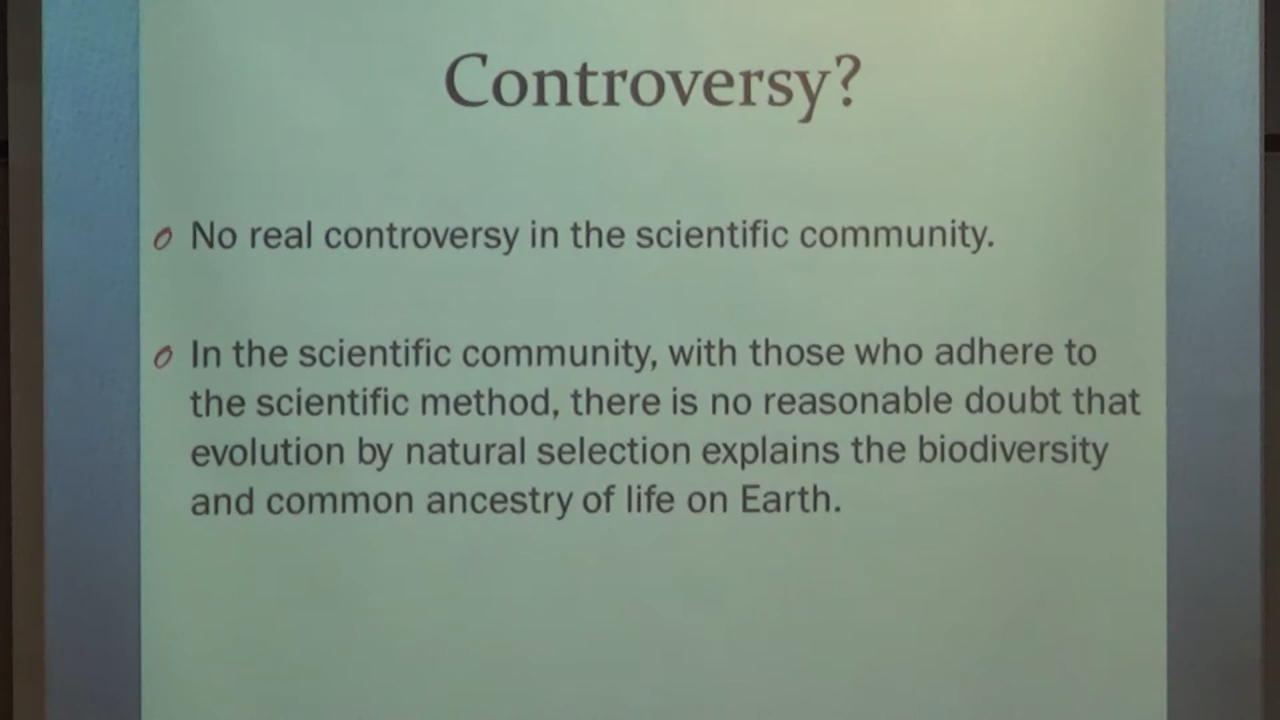 Controversy?
No real controversy in the scientific community.
In the scientific community, with those who adhere to
the scientific method, there is no reasonable doubt that
evolution by natural selection explains the biodiversity
and common ancestry of life on Earth.